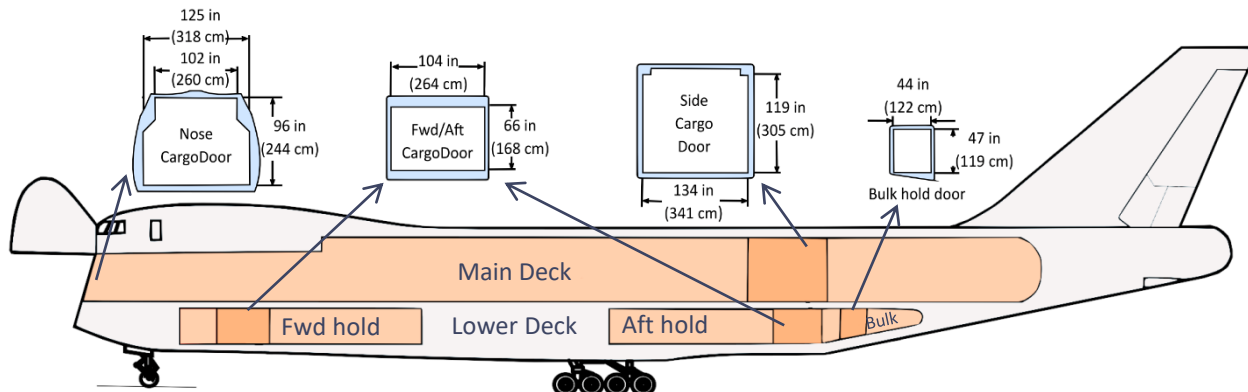 125 in
(318 cm)
102 in
(260 cm)
96 in
(244 cm)
Nose
CargoDoor
104 in
(264 cm)
66 in
(168 cm)
Fwd/Aft
CargoDoor
119 in
(305 cm)
Side
Cargo
Door
134 in
(341 cm)
44 in
(122 cm)
47 in
(119 cm)
Bulk hold door
Main Deck
Fwd hold
Lower Deck
Aft hold
Bulk